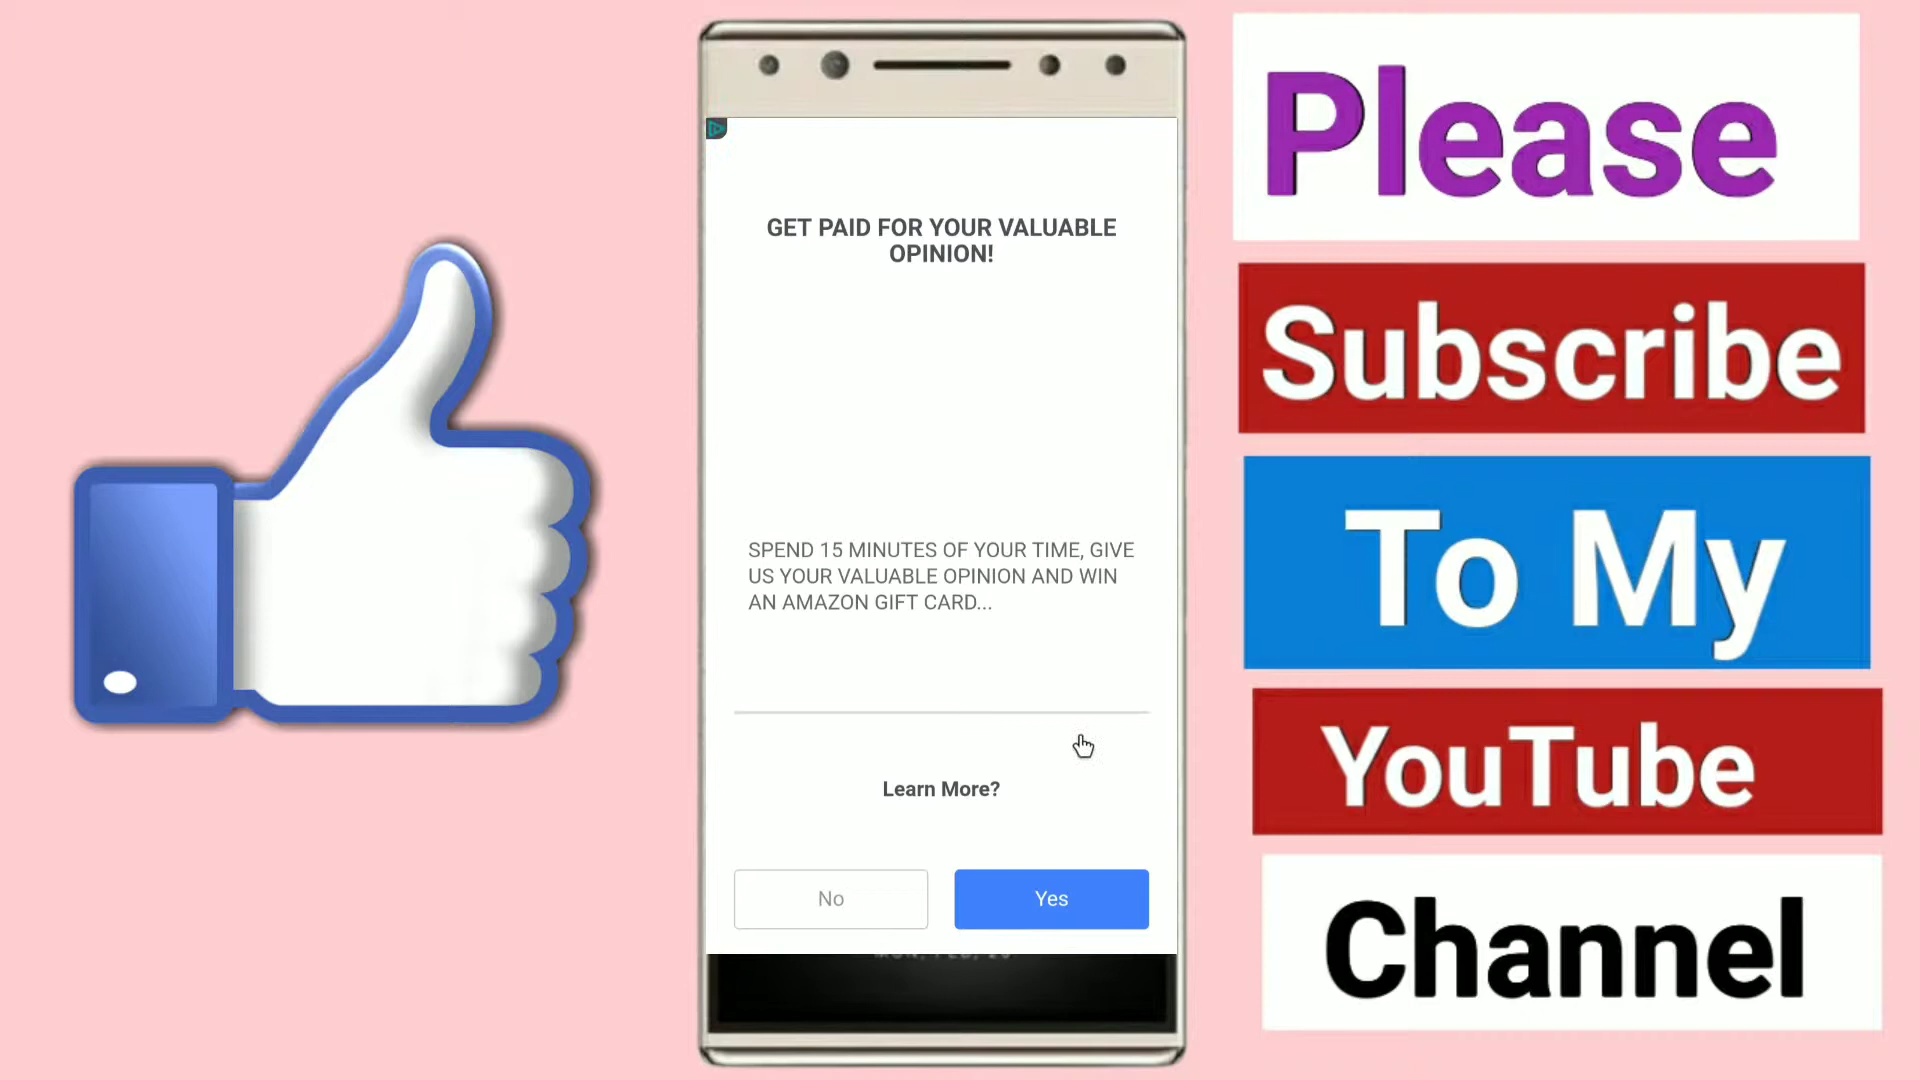 GET PAID FOR YOUR VALUABLE
OPINION!
SPEND 15 MINUTES OF YOUR TIME, GIVE
US YOUR VALUABLE OPINION AND WIN
AN AMAZON GIFT CARD...
Learn More?
No
Yes
Please
Subscribe
To My
YouTube
Channel